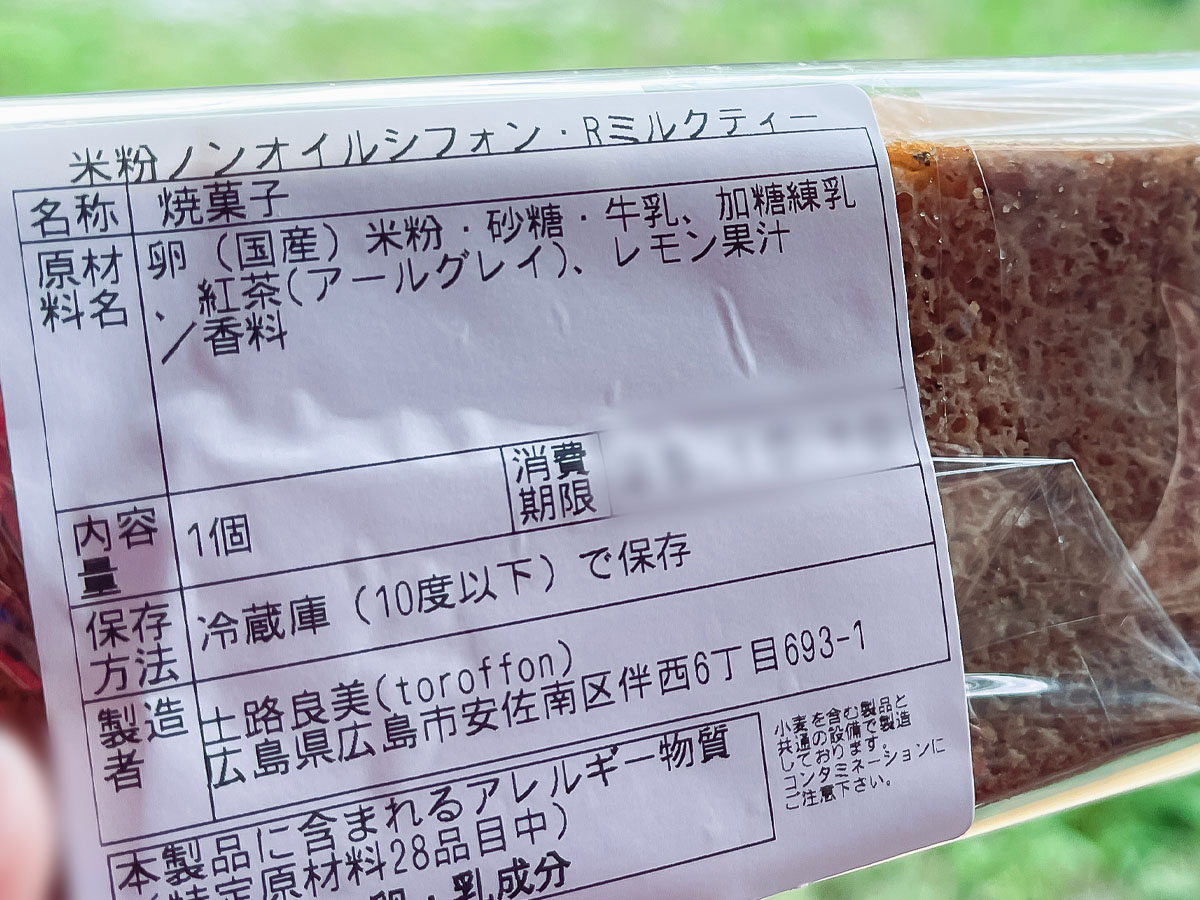 米粉ノンオイルシフォン・Rミルクティー
名称 焼菓子
原材料名 卵（国産）米粉・砂糖・牛乳、加糖練乳
、紅茶(アールグレイ)、レモン果汁
／香料
内容量 1個 消費期限
保存方法 冷蔵庫（10度以下）で保存
製造者 土路良美(toroffon)
広島県広島市安佐南区伴西6丁目693-1
本製品に含まれるアレルギー物質
（特定原材料28品目中）
卵・乳成分
小麦を含む製品と
共通の設備で製造
しております。
コンタミネーションに
ご注意下さい。